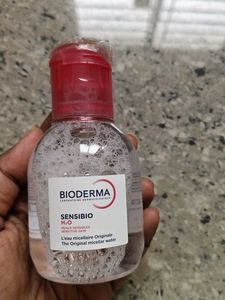 BIODERMA
LABORATOIRE DERMATOLOGIQUE
SENSIBIO
H₂O
PEAUX SENSIBLES
SENSITIVE SKIN
L'eau micellaire Originale
The Original micellar water